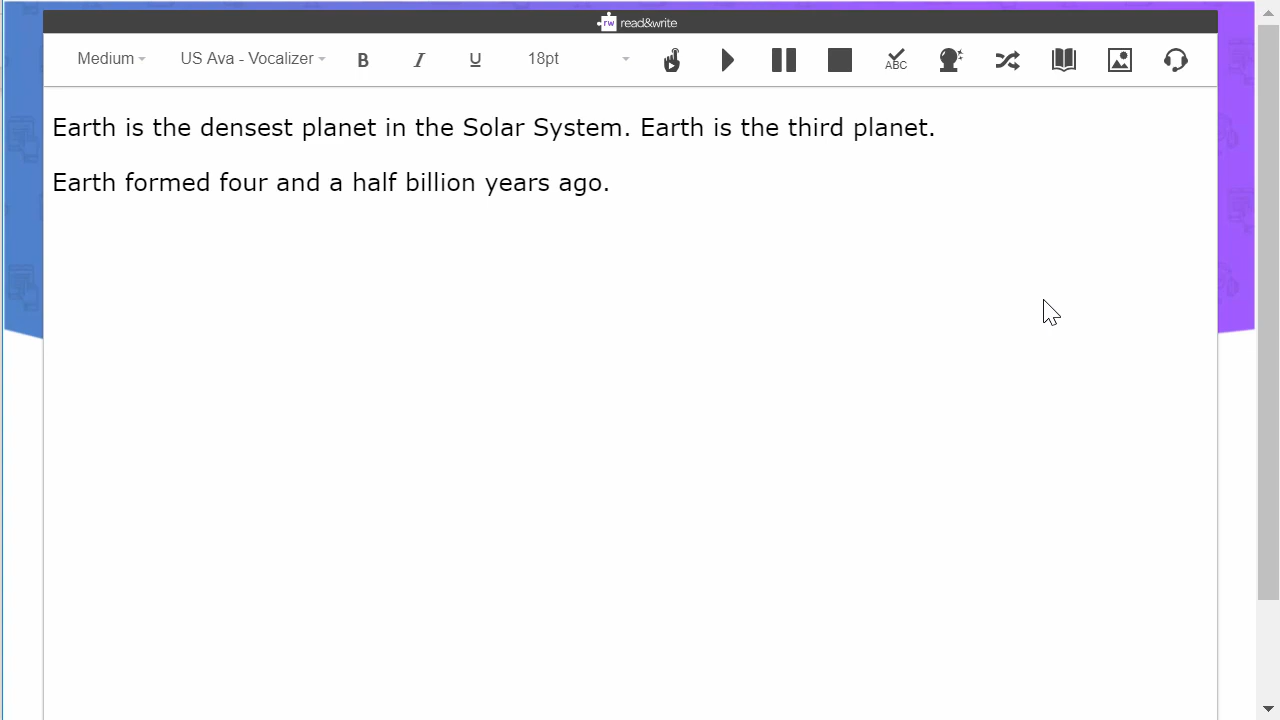 rw read&write
Medium US Ava - Vocalizer B I U 18pt ABC
Earth is the densest planet in the Solar System. Earth is the third planet.
Earth formed four and a half billion years ago.